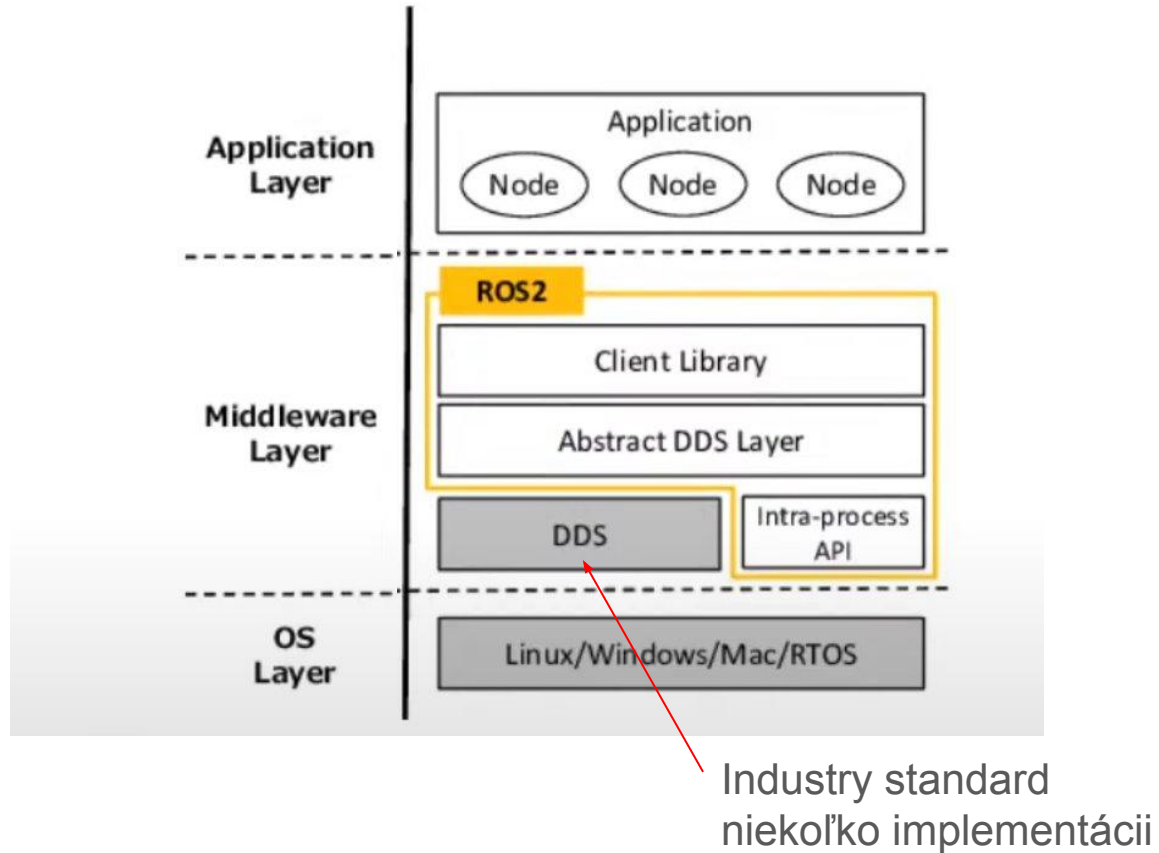 Application
Layer
Application
Node Node Node
ROS2
Middleware
Layer
Client Library
Abstract DDS Layer
DDS
Intra-process
API
OS
Layer
Linux/Windows/Mac/RTOS
Industry standard
niekoľko implementácii